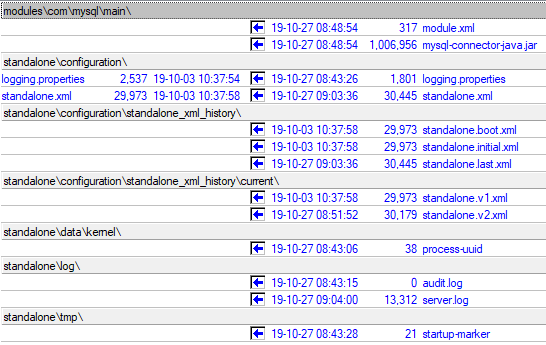 modules\com\mysql\main\
19-10-27 08:48:54 317 module.xml
19-10-27 08:48:54 1,006,956 mysql-connector-java.jar
standalone\configuration\
logging.properties 2,537 19-10-03 10:37:54 19-10-27 08:43:26 1,801 logging.properties
standalone.xml 29,973 19-10-03 10:37:58 19-10-27 09:03:36 30,445 standalone.xml
standalone\configuration\standalone_xml_history\
19-10-03 10:37:58 29,973 standalone.boot.xml
19-10-03 10:37:58 29,973 standalone.initial.xml
19-10-27 09:03:36 30,445 standalone.last.xml
standalone\configuration\standalone_xml_history\current\
19-10-03 10:37:58 29,973 standalone.v1.xml
19-10-27 08:51:52 30,179 standalone.v2.xml
standalone\data\kernel\
19-10-27 08:43:06 38 process-uuid
standalone\log\
19-10-27 08:43:15 0 audit.log
19-10-27 09:04:00 13,312 server.log
standalone\tmp\
19-10-27 08:43:28 21 startup-marker